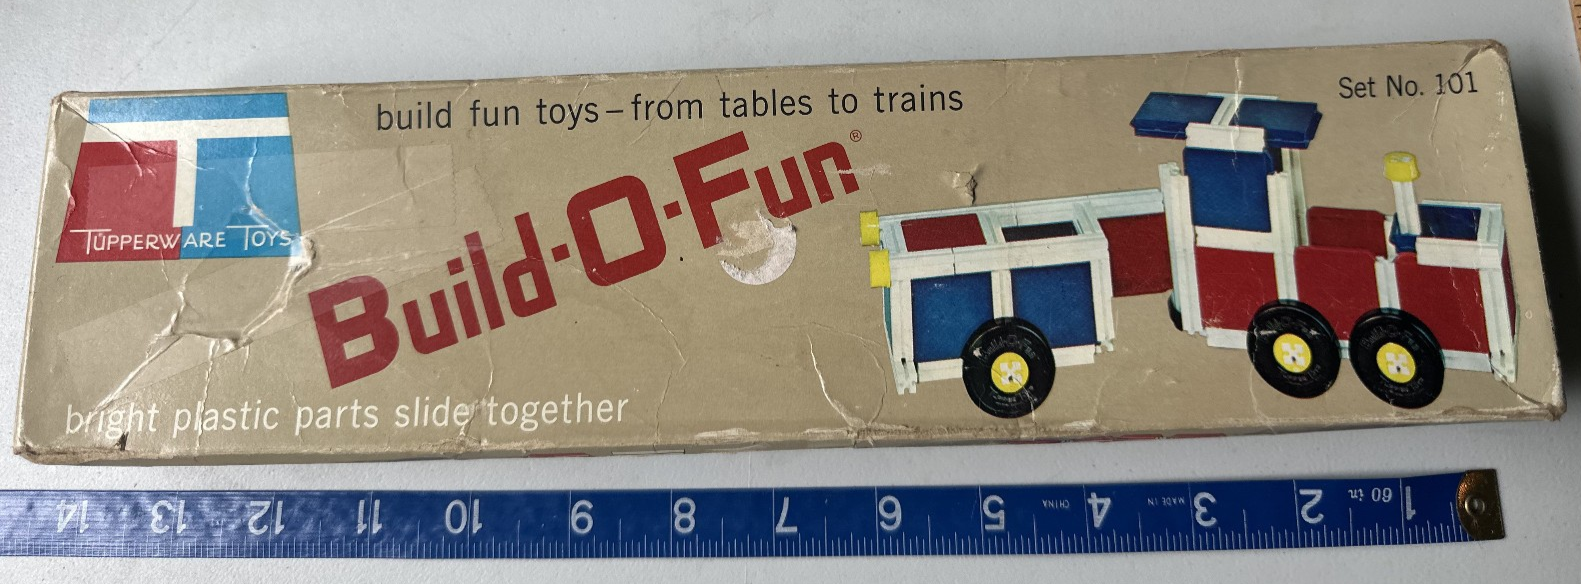 build fun toys – from tables to trains
Set No. 101
Build-O-Fun®
TUPPERWARE TOYS
bright plastic parts slide together
14 13 12 11 10 9 8 7 6 5 4 3 2 1
CHINA MADE IN 60 in